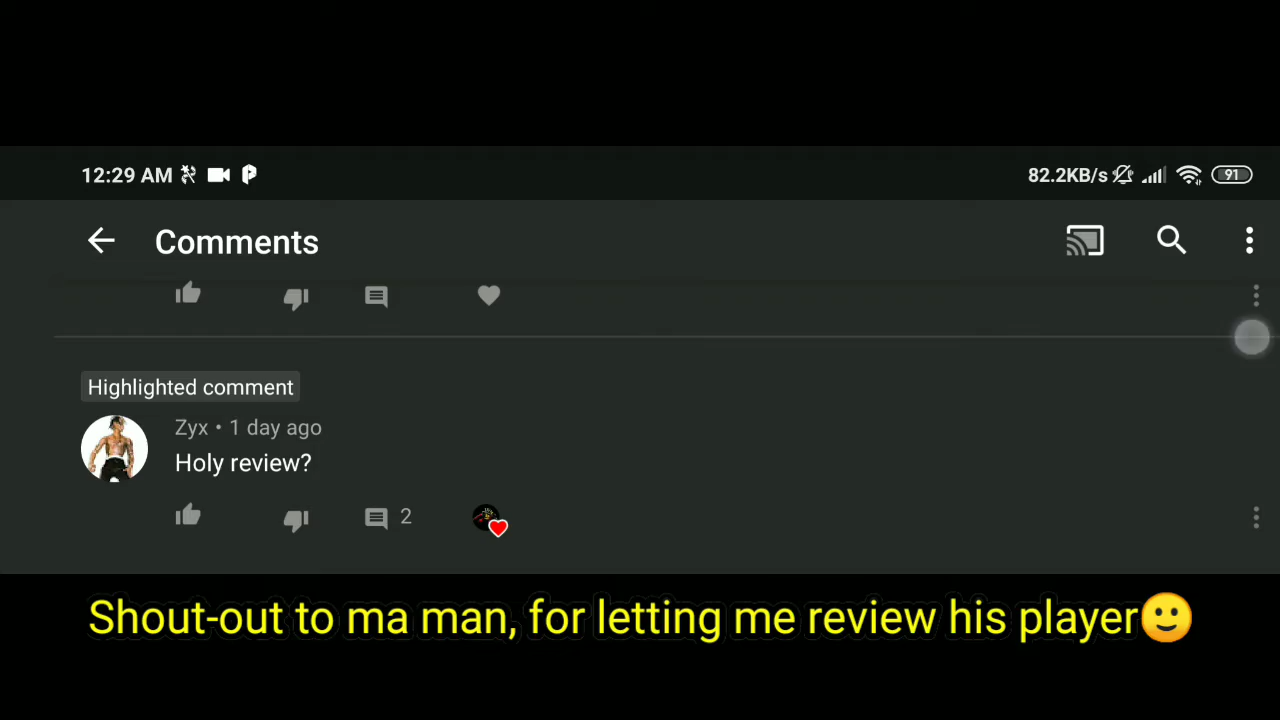 12:29 AM 82.2KB/s 91
Comments
Highlighted comment
Zyx • 1 day ago
Holy review?
2
Shout-out to ma man, for letting me review his player🙂